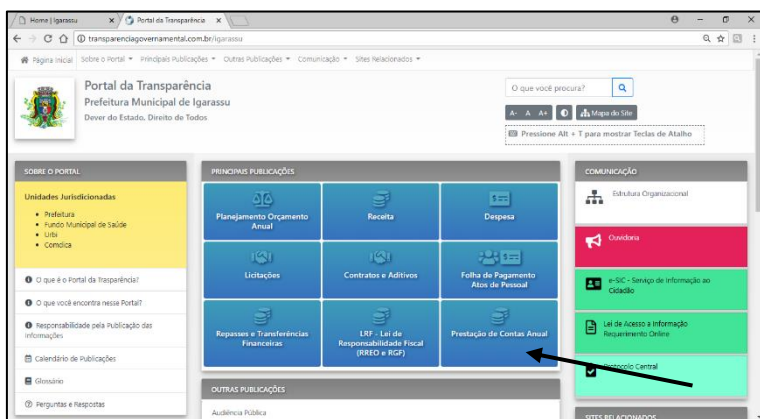 Home | Igarassu
Portal da Transparência
transparenciagovernamental.com.br/igarassu
Página Inicial Sobre o Portal Principais Publicações Outras Publicações Comunicação Sites Relacionados
Portal da Transparência
Prefeitura Municipal de Igarassu
Dever do Estado, Direito de Todos
O que você procura?
A- A A+ Mapa do Site
Pressione Alt + T para mostrar Teclas de Atalho
SOBRE O PORTAL
Unidades Jurisdicionadas
Prefeitura
Fundo Municipal de Saúde
Urbi
Comdica
O que é o Portal da Trasparência?
O que você encontra nesse Portal?
Responsabilidade pela Publicação das
Informações
Calendário de Publicações
Glossário
Perguntas e Respostas
PRINCIPAIS PUBLICAÇÕES
Planejamento Orçamento
Anual
Receita
Despesa
Licitações
Contratos e Aditivos
Folha de Pagamento
Atos de Pessoal
Repasses e Transferências
Financeiras
LRF - Lei de
Responsabilidade Fiscal
(RREO e RGF)
Prestação de Contas Anual
OUTRAS PUBLICAÇÕES
Audiência Pública
COMUNICAÇÃO
Estrutura Organizacional
Ouvidoria
e-SIC - Serviço de Informação ao
Cidadão
Lei de Acesso a Informação
Requerimento Online
Protocolo Central
SITES RELACIONADOS